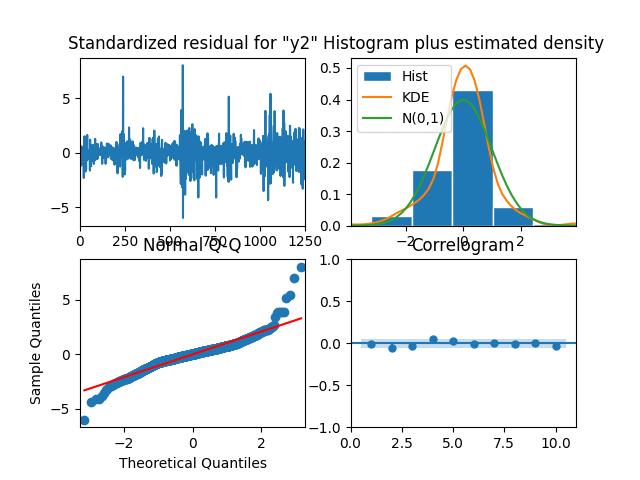 Standardized residual for "y2"
5
0
−5
0 250 500 750 1000 1250
Histogram plus estimated density
0.5
0.4
0.3
0.2
0.1
0.0
Hist
KDE
N(0,1)
−2 0 2
Normal Q-Q
Sample Quantiles
5
0
−5
−2 0 2
Theoretical Quantiles
Correlogram
1.0
0.5
0.0
−0.5
−1.0
0.0 2.5 5.0 7.5 10.0